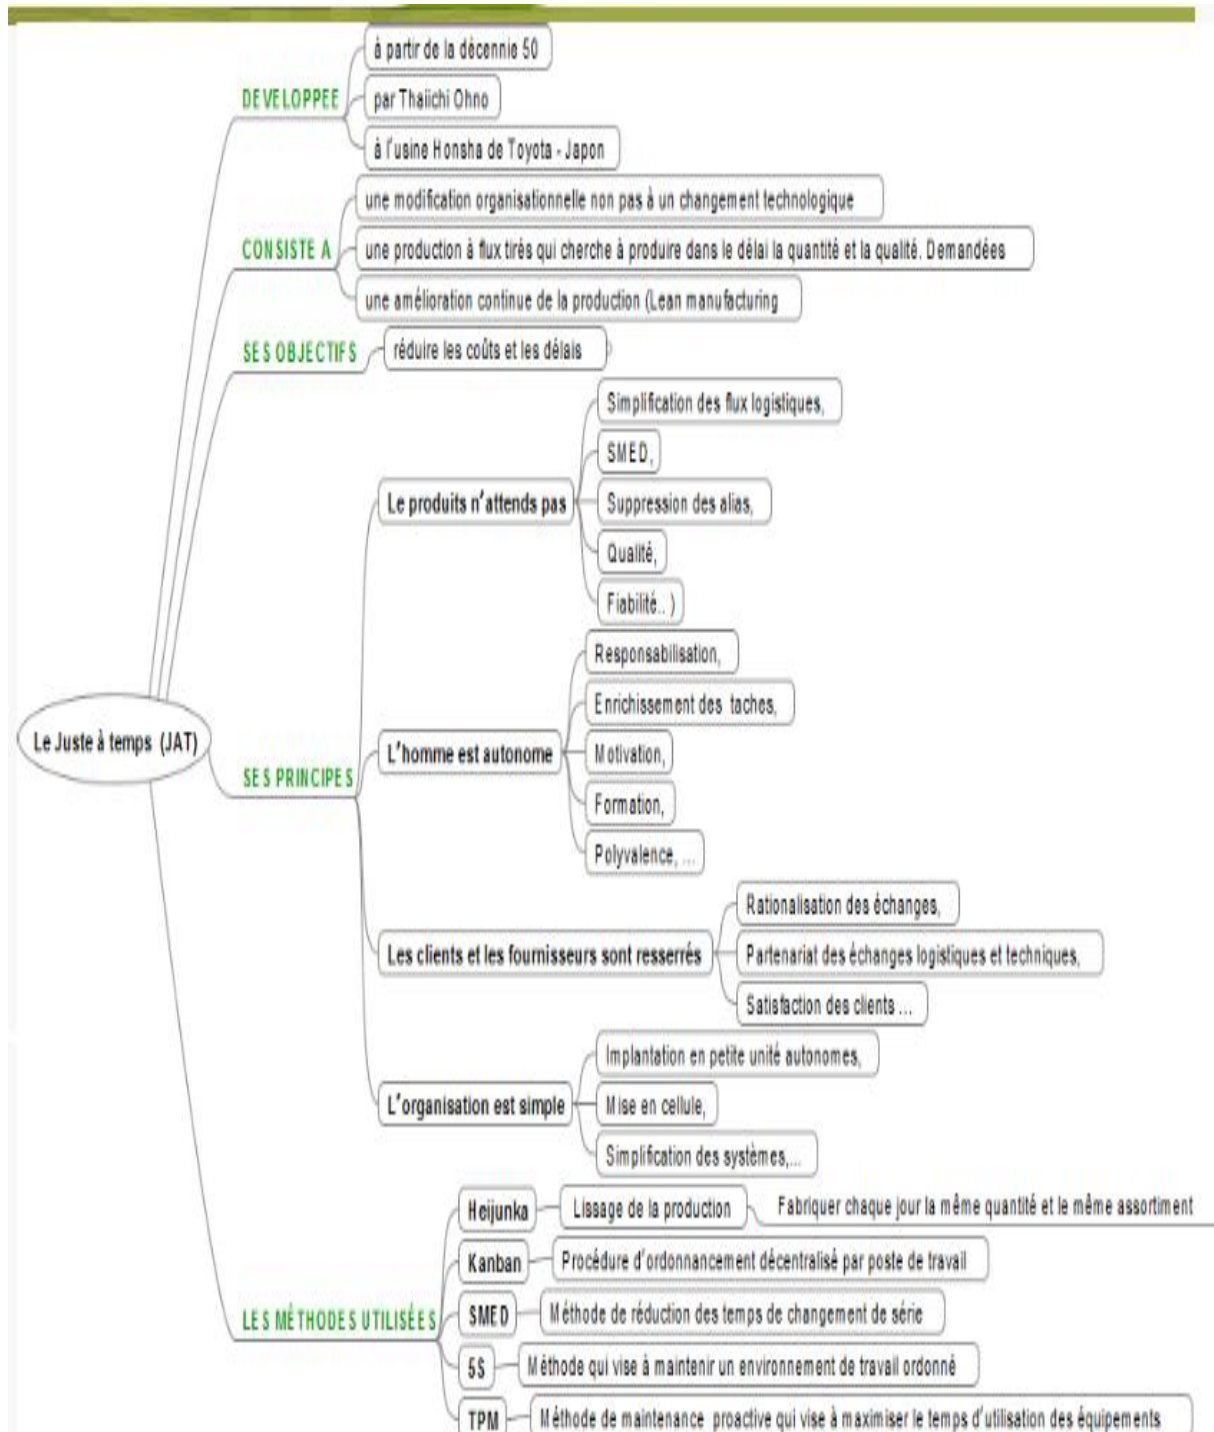 à partir de la décennie 50
DEVELOPPEE
par Thaiichi Ohno
à l'usine Honsha de Toyota - Japon
une modification organisationnelle non pas à un changement technologique
CONSISTE A
une production à flux tirés qui cherche à produire dans le délai la quantité et la qualité. Demandées
une amélioration continue de la production (Lean manufacturing
SES OBJECTIFS
réduire les coûts et les délais
Simplification des flux logistiques,
SMED,
Le produits n'attends pas
Suppression des alias,
Qualité,
Fiabilité.. )
Responsabilisation,
Enrichissement des taches,
L'homme est autonome
Motivation,
Formation,
Polyvalence, ...
Le Juste à temps (JAT)
SES PRINCIPES
Rationalisation des échanges,
Les clients et les fournisseurs sont resserrés
Partenariat des échanges logistiques et techniques,
Satisfaction des clients ...
Implantation en petite unité autonomes,
L'organisation est simple
Mise en cellule,
Simplification des systèmes,...
LES MÉTHODES UTILISÉES
Heijunka
Lissage de la production
Fabriquer chaque jour la même quantité et le même assortiment
Kanban
Procédure d'ordonnancement décentralisé par poste de travail
SMED
Méthode de réduction des temps de changement de série
5S
Méthode qui vise à maintenir un environnement de travail ordonné
TPM
Méthode de maintenance proactive qui vise à maximiser le temps d'utilisation des équipements